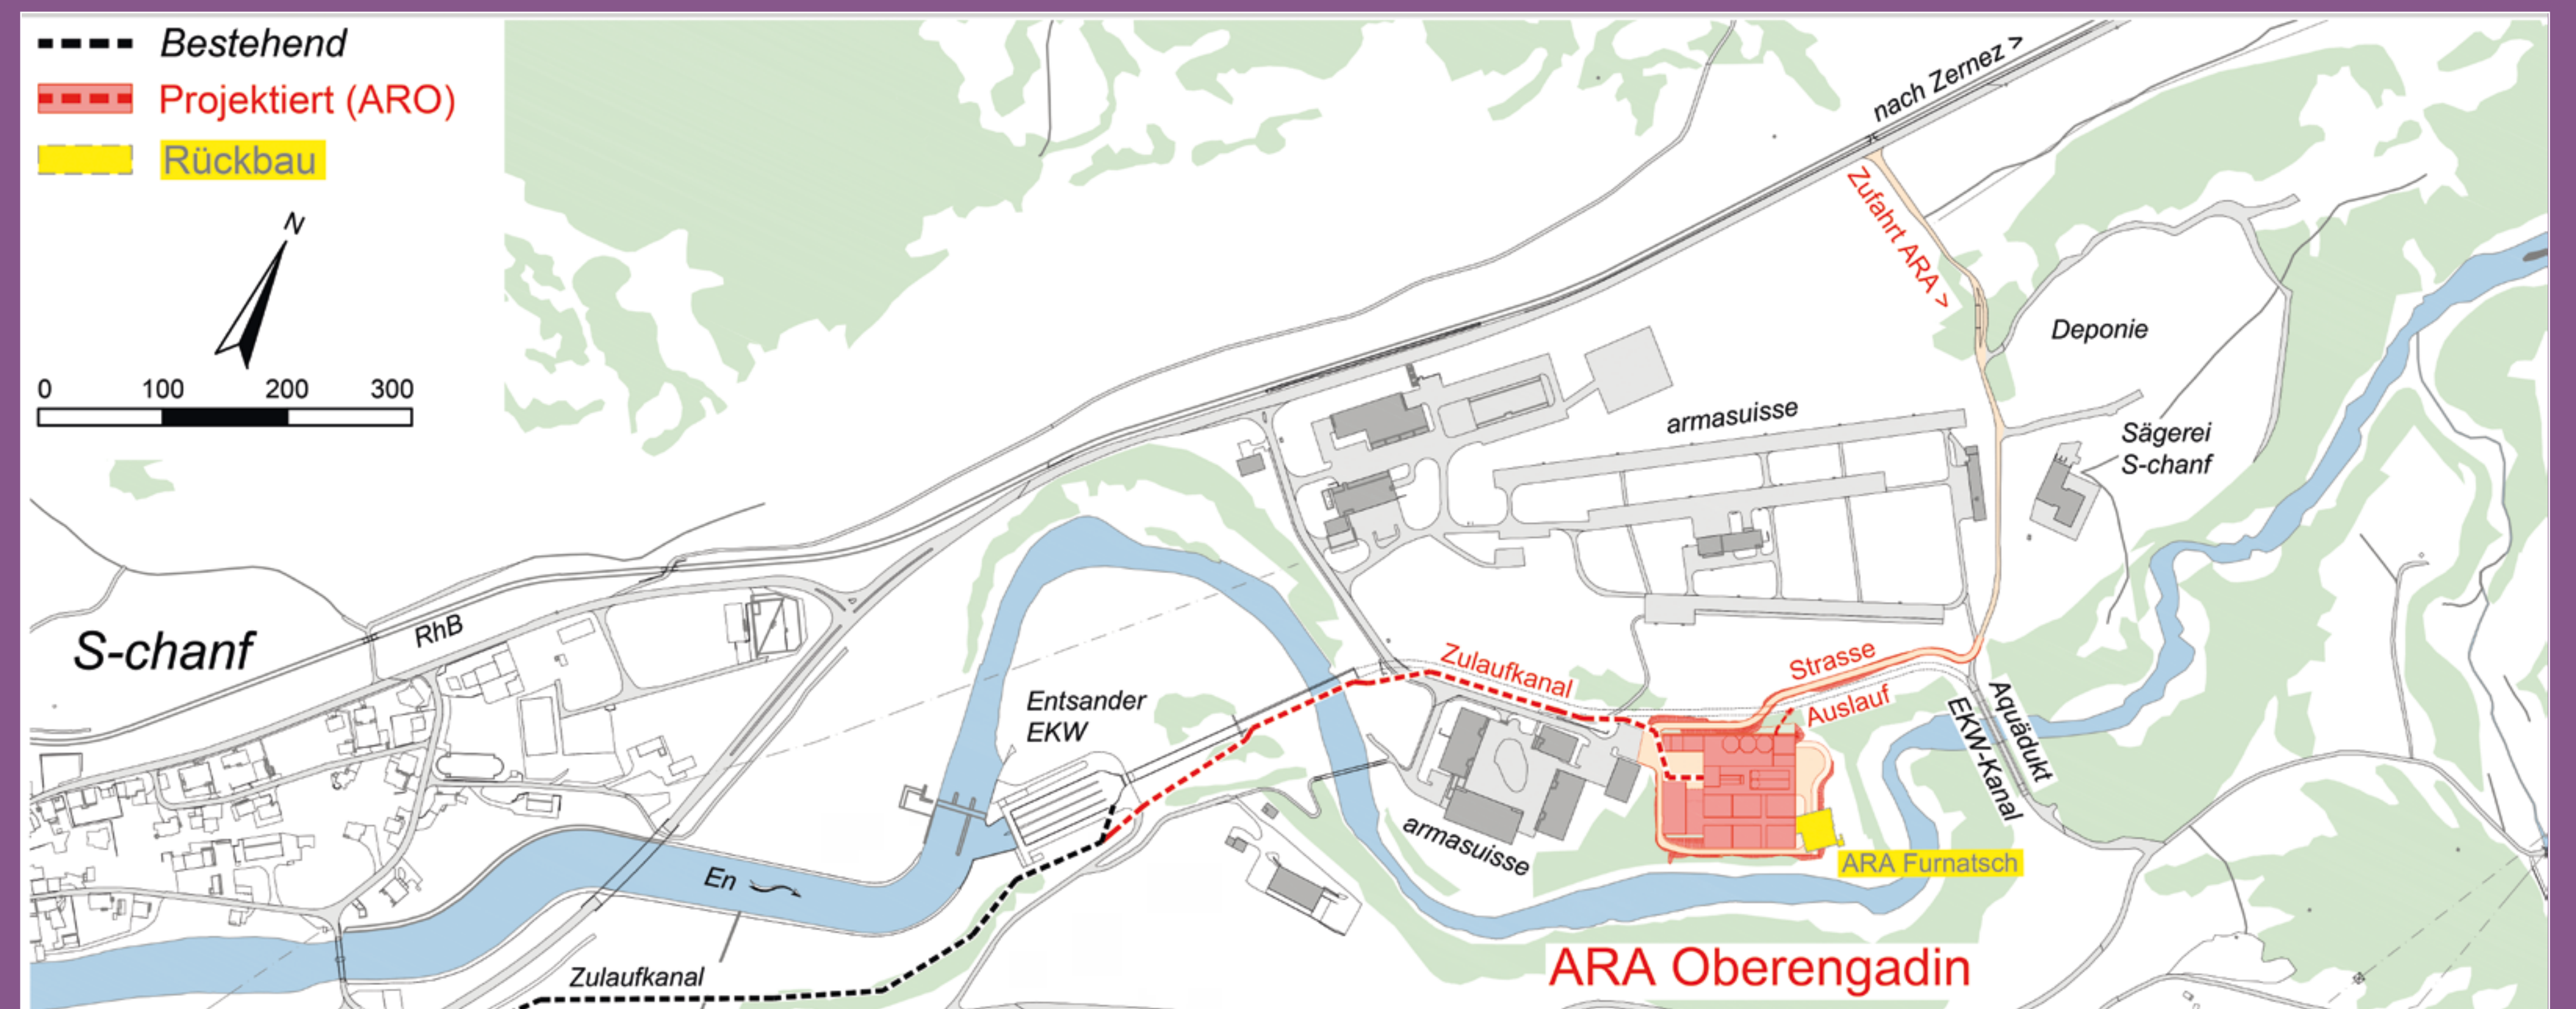 Bestehend
Projektiert (ARO)
Rückbau
N
0 100 200 300
nach Zernez >
Zufahrt ARA >
Deponie
armasuisse
Sägerei
S-chanf
S-chanf
RhB
Entsander
EKW
Zulaufkanal
Strasse
Auslauf
Aquädukt
EKW-Kanal
armasuisse
ARA Furnatsch
En
Zulaufkanal
ARA Oberengadin